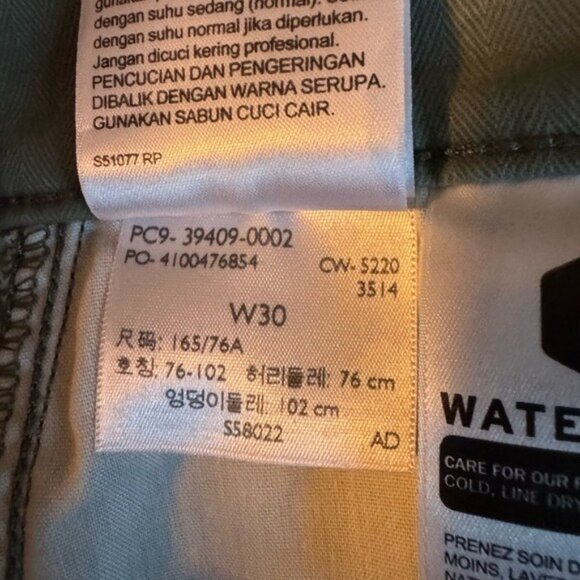 dengan suhu sedang (normal).
dengan suhu normal jika diperlukan.
Jangan dicuci kering profesional.
PENCUCIAN DAN PENGERINGAN
DIBALIK DENGAN WARNA SERUPA.
GUNAKAN SABUN CUCI CAIR.
S51077 RP
PC9- 39409-0002
PO- 4100476854 CW- 5220
3514
W30
尺码: 165/76A
호칭: 76-102 허리둘레: 76 cm
엉덩이둘레: 102 cm
S58022 AD
WATE
CARE FOR OUR
COLD, LINE DRY
PRENEZ SOIN D
MOINS, LAVE